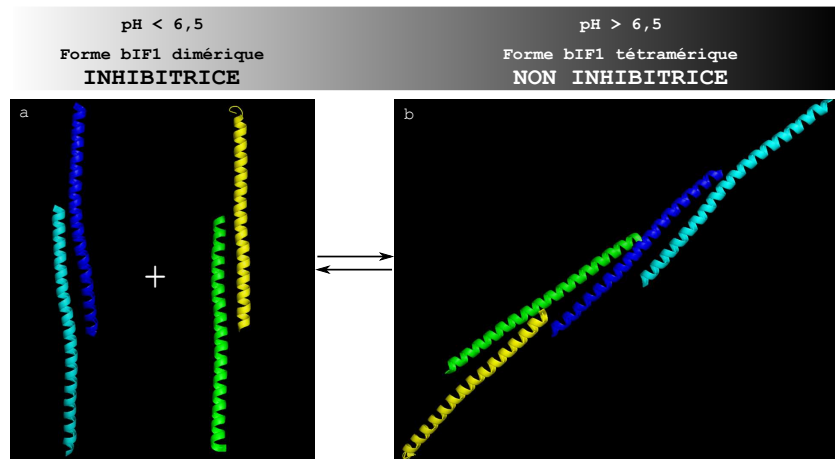 pH < 6,5
Forme bIF1 dimérique
INHIBITRICE
pH > 6,5
Forme bIF1 tétramérique
NON INHIBITRICE
a
+
b